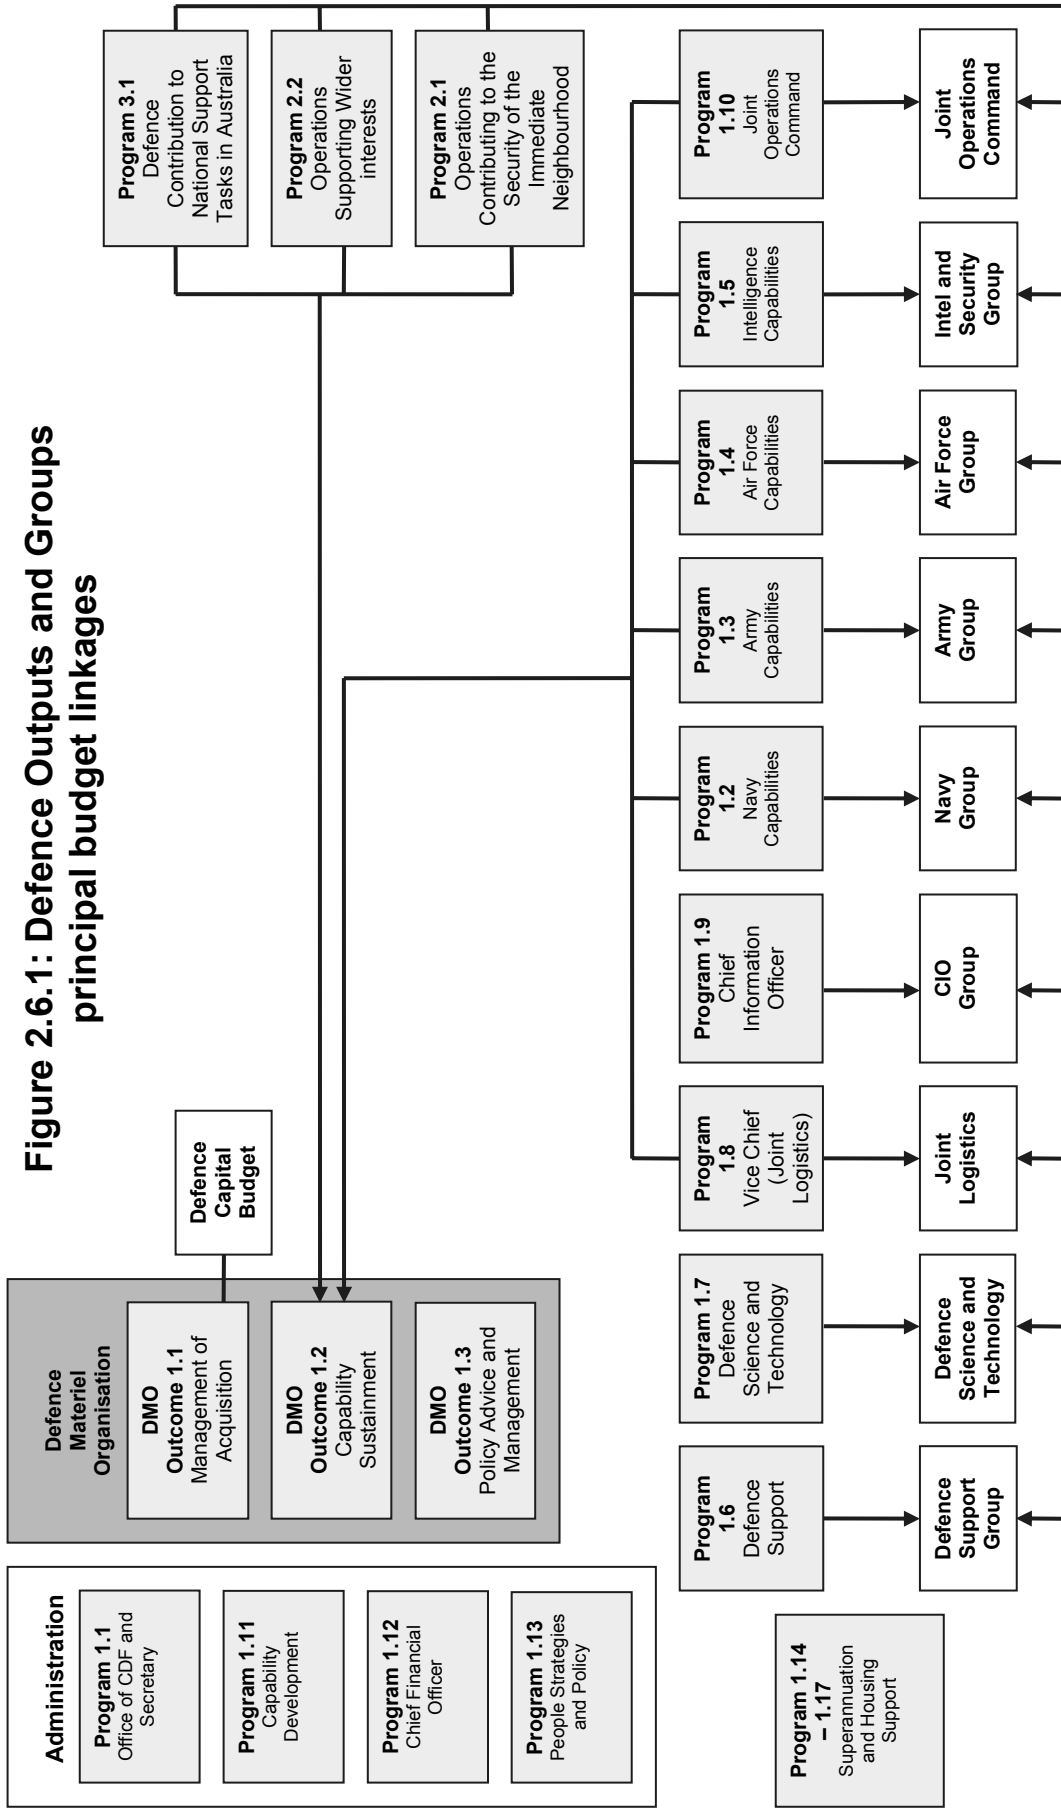 Figure 2.6.1: Defence Outputs and Groups
principal budget linkages
Administration
Program 1.1
Office of CDF and
Secretary
Program 1.11
Capability
Development
Program 1.12
Chief Financial
Officer
Program 1.13
People Strategies
and Policy
Defence
Materiel
Organisation
DMO
Outcome 1.1
Management of
Acquisition
DMO
Outcome 1.2
Capability
Sustainment
DMO
Outcome 1.3
Policy Advice and
Management
Defence
Capital
Budget
Program 3.1
Defence
Contribution to
National Support
Tasks in Australia
Program 2.2
Operations
Supporting Wider
interests
Program 2.1
Operations
Contributing to the
Security of the
Immediate
Neighbourhood
Program 1.14
– 1.17
Superannuation
and Housing
Support
Program
1.6
Defence
Support
Program 1.7
Defence
Science and
Technology
Program
1.8
Vice Chief
(Joint
Logistics)
Program 1.9
Chief
Information
Officer
Program
1.2
Navy
Capabilities
Program
1.3
Army
Capabilities
Program
1.4
Air Force
Capabilities
Program
1.5
Intelligence
Capabilities
Program
1.10
Joint
Operations
Command
Defence
Support
Group
Defence
Science and
Technology
Joint
Logistics
CIO
Group
Navy
Group
Army
Group
Air Force
Group
Intel and
Security
Group
Joint
Operations
Command